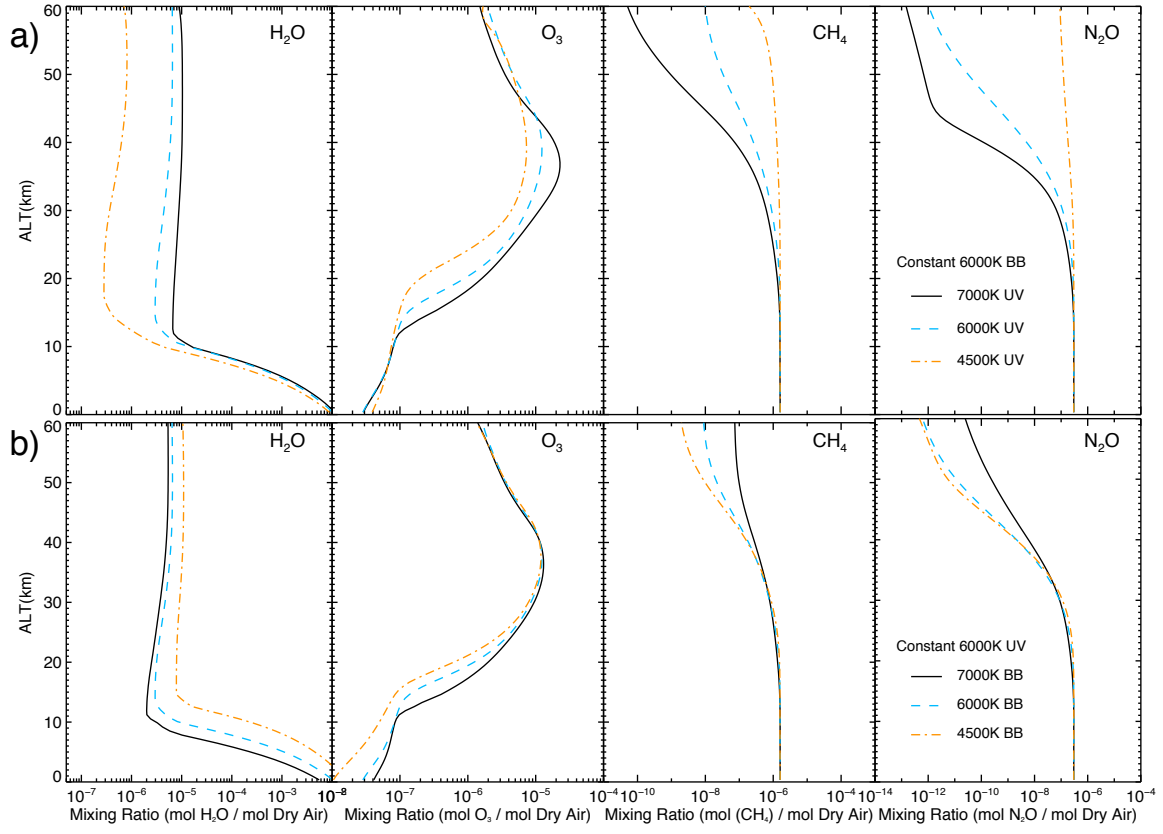 a)
H₂O
O₃
CH₄
N₂O
60
50
40
30
20
10
0
ALT(km)
Constant 6000K BB
7000K UV
6000K UV
4500K UV
b)
H₂O
O₃
CH₄
N₂O
60
50
40
30
20
10
0
ALT(km)
Constant 6000K UV
7000K BB
6000K BB
4500K BB
10⁻⁷ 10⁻⁶ 10⁻⁵ 10⁻⁴ 10⁻³ 10⁻⁸ 10⁻⁷ 10⁻⁶ 10⁻⁵ 10⁻⁴ 10⁻¹⁰ 10⁻⁸ 10⁻⁶ 10⁻⁴ 10⁻¹⁴ 10⁻¹² 10⁻¹⁰ 10⁻⁸ 10⁻⁶ 10⁻⁴
Mixing Ratio (mol H₂O / mol Dry Air) Mixing Ratio (mol O₃ / mol Dry Air) Mixing Ratio (mol (CH₄) / mol Dry Air) Mixing Ratio (mol N₂O / mol Dry Air)